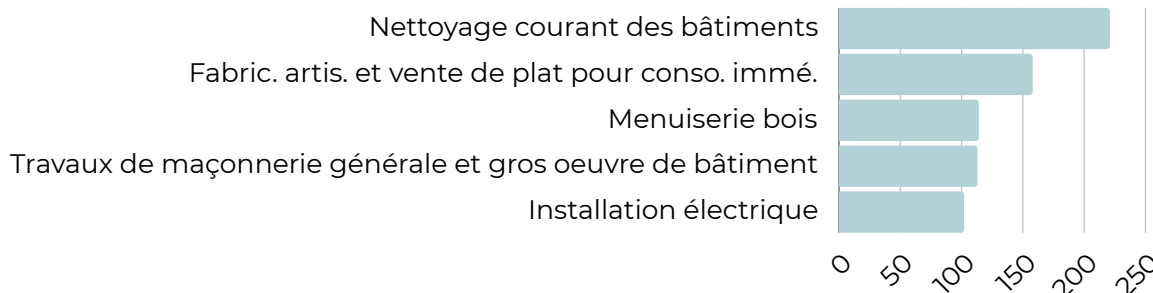 Nettoyage courant des bâtiments
Fabric. artis. et vente de plat pour conso. immé.
Menuiserie bois
Travaux de maçonnerie générale et gros oeuvre de bâtiment
Installation électrique
0 50 100 150 200 250